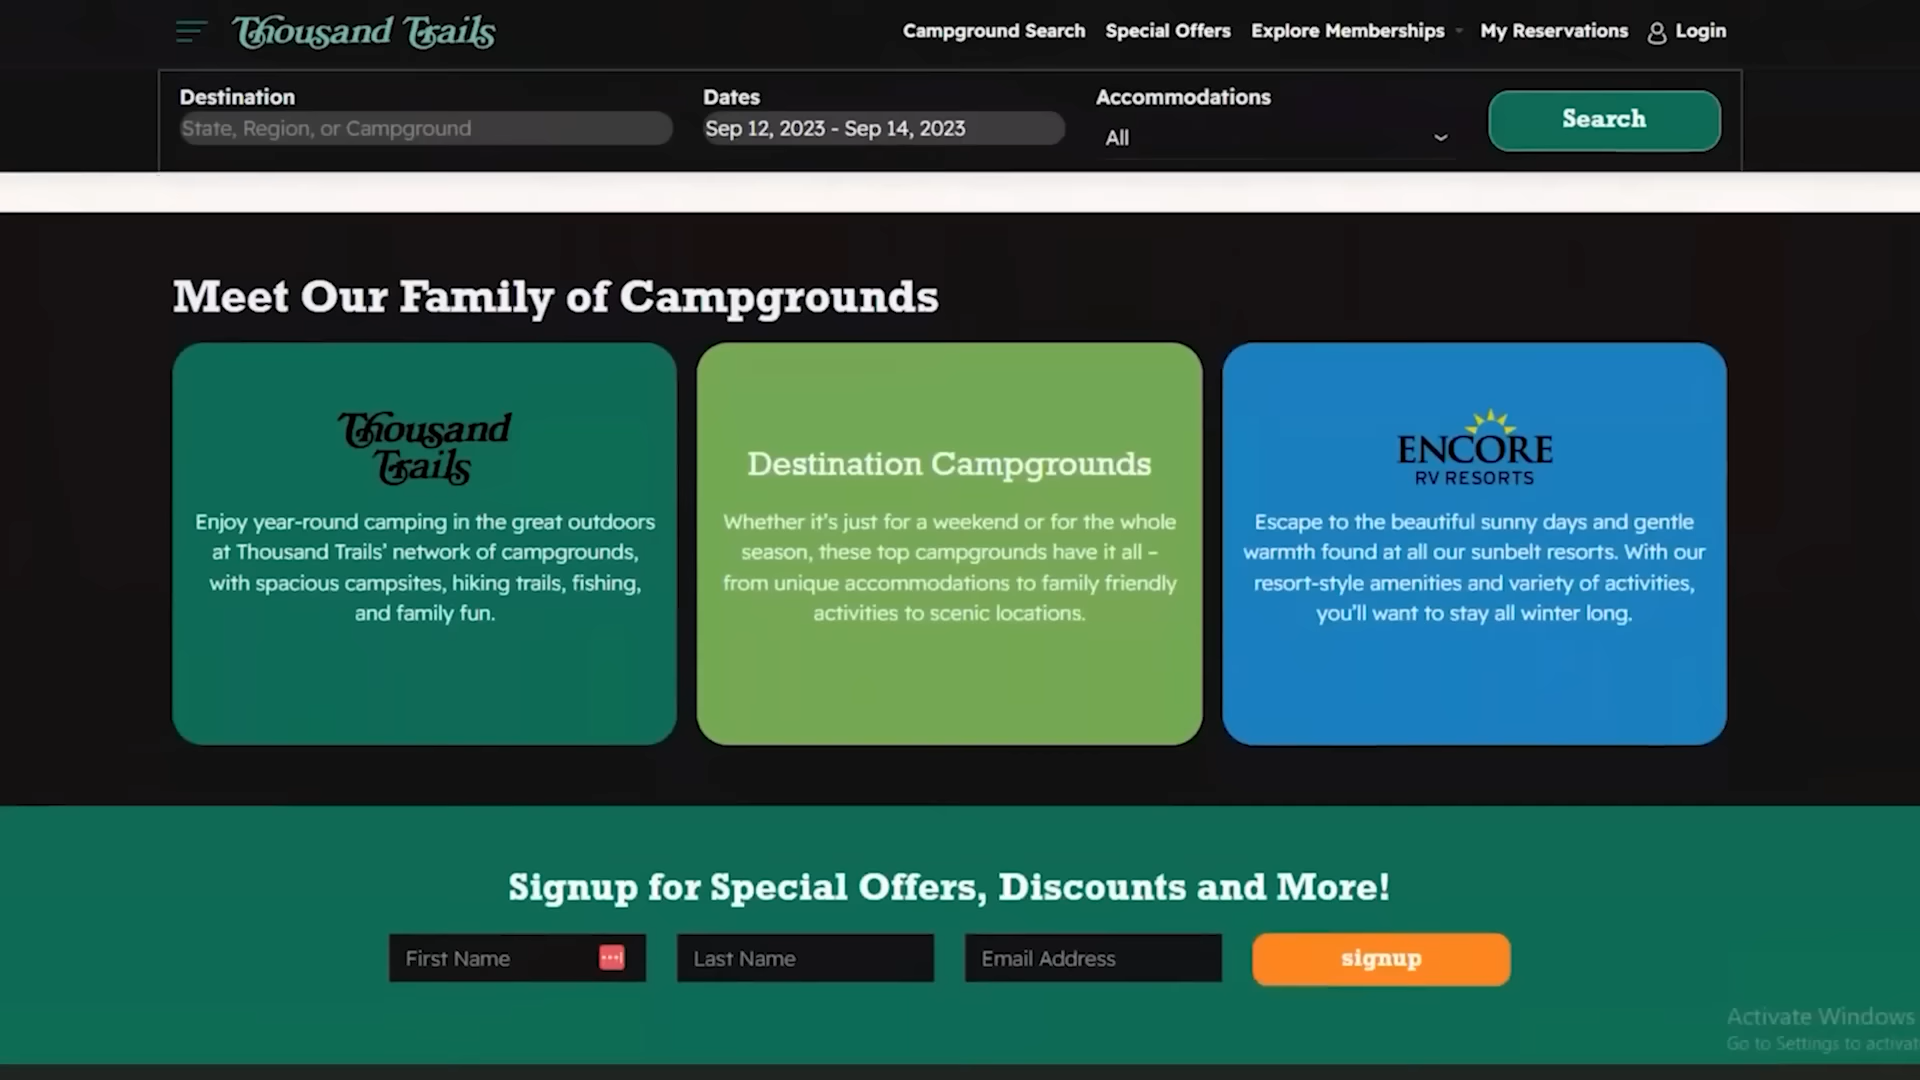 Thousand Trails
Campground Search
Special Offers
Explore Memberships
My Reservations
Login
Destination
State, Region, or Campground
Dates
Sep 12, 2023 - Sep 14, 2023
Accommodations
All
Search
Meet Our Family of Campgrounds
Thousand
Trails
Enjoy year-round camping in the great outdoors
at Thousand Trails’ network of campgrounds,
with spacious campsites, hiking trails, fishing,
and family fun.
Destination Campgrounds
Whether it’s just for a weekend or for the whole
season, these top campgrounds have it all –
from unique accommodations to family friendly
activities to scenic locations.
ENCORE
RV RESORTS
Escape to the beautiful sunny days and gentle
warmth found at all our sunbelt resorts. With our
resort-style amenities and variety of activities,
you’ll want to stay all winter long.
Signup for Special Offers, Discounts and More!
First Name
Last Name
Email Address
signup
Activate Windows
Go to Settings to activat